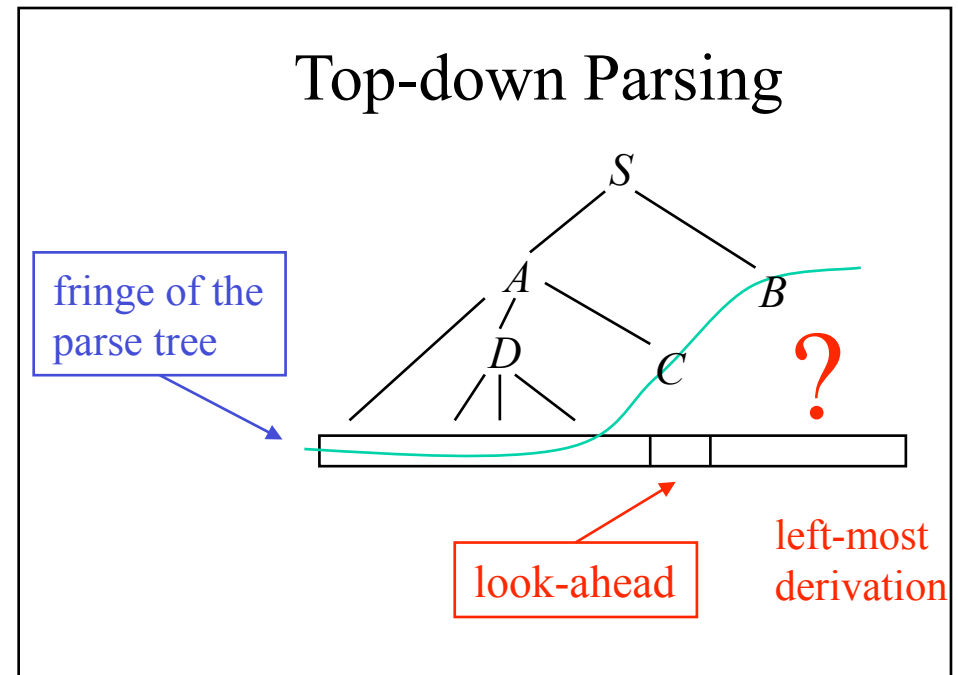 Top-down Parsing
S
A
B
fringe of the
parse tree
D
C
?
look-ahead
left-most
derivation